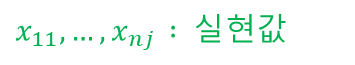 x₁₁, … , xₙⱼ : 실현값